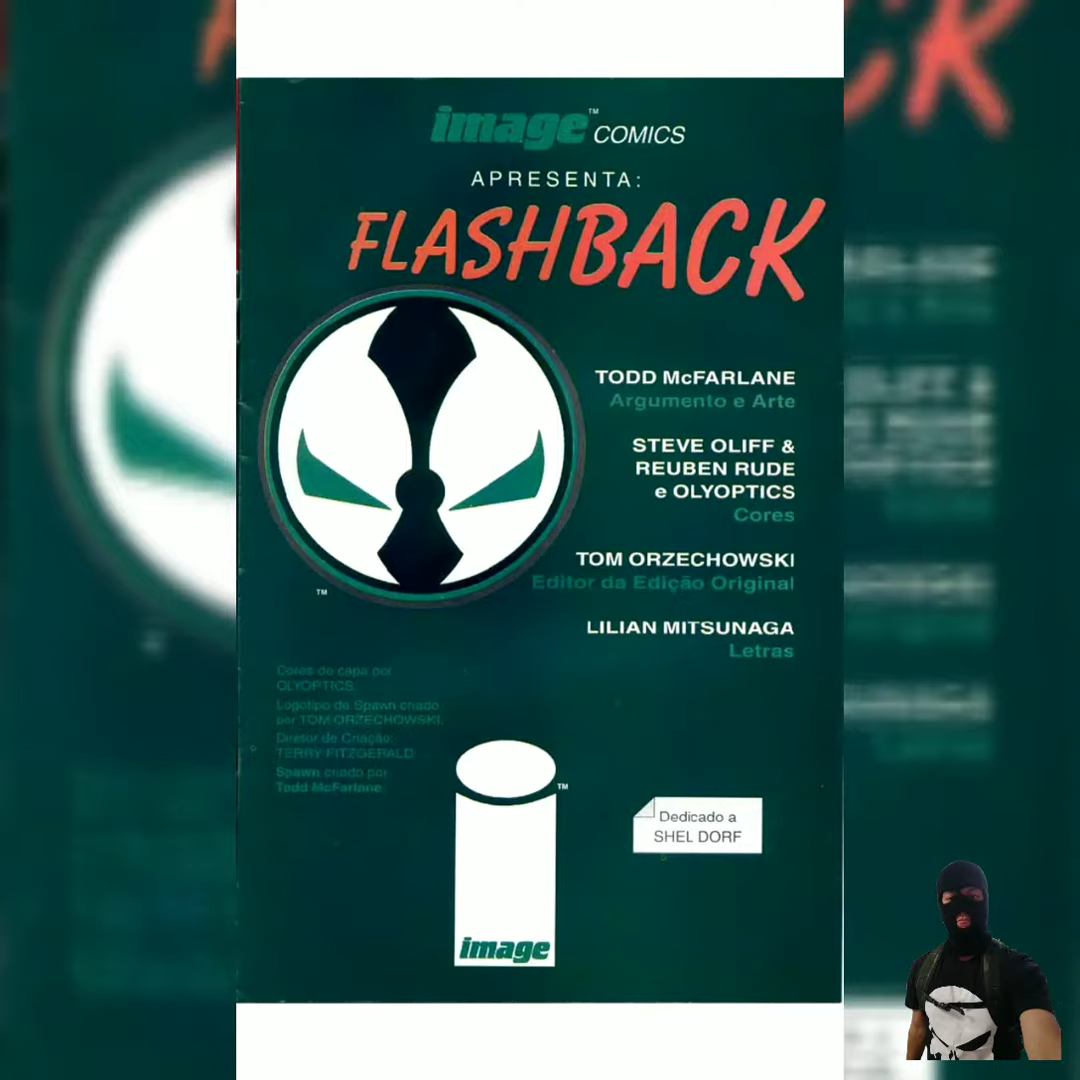 image™ COMICS
APRESENTA:
FLASHBACK
TODD McFARLANE
Argumento e Arte
STEVE OLIFF &
REUBEN RUDE
e OLYOPTICS
Cores
TOM ORZECHOWSKI
Editor da Edição Original
LILIAN MITSUNAGA
Letras
TM
Cores de capa por
OLYOPTICS.
Logotipo de Spawn criado
por TOM ORZECHOWSKI.
Diretor de Criação:
TERRY FITZGERALD
Spawn criado por
Todd McFarlane
TM
Dedicado a
SHEL DORF
image